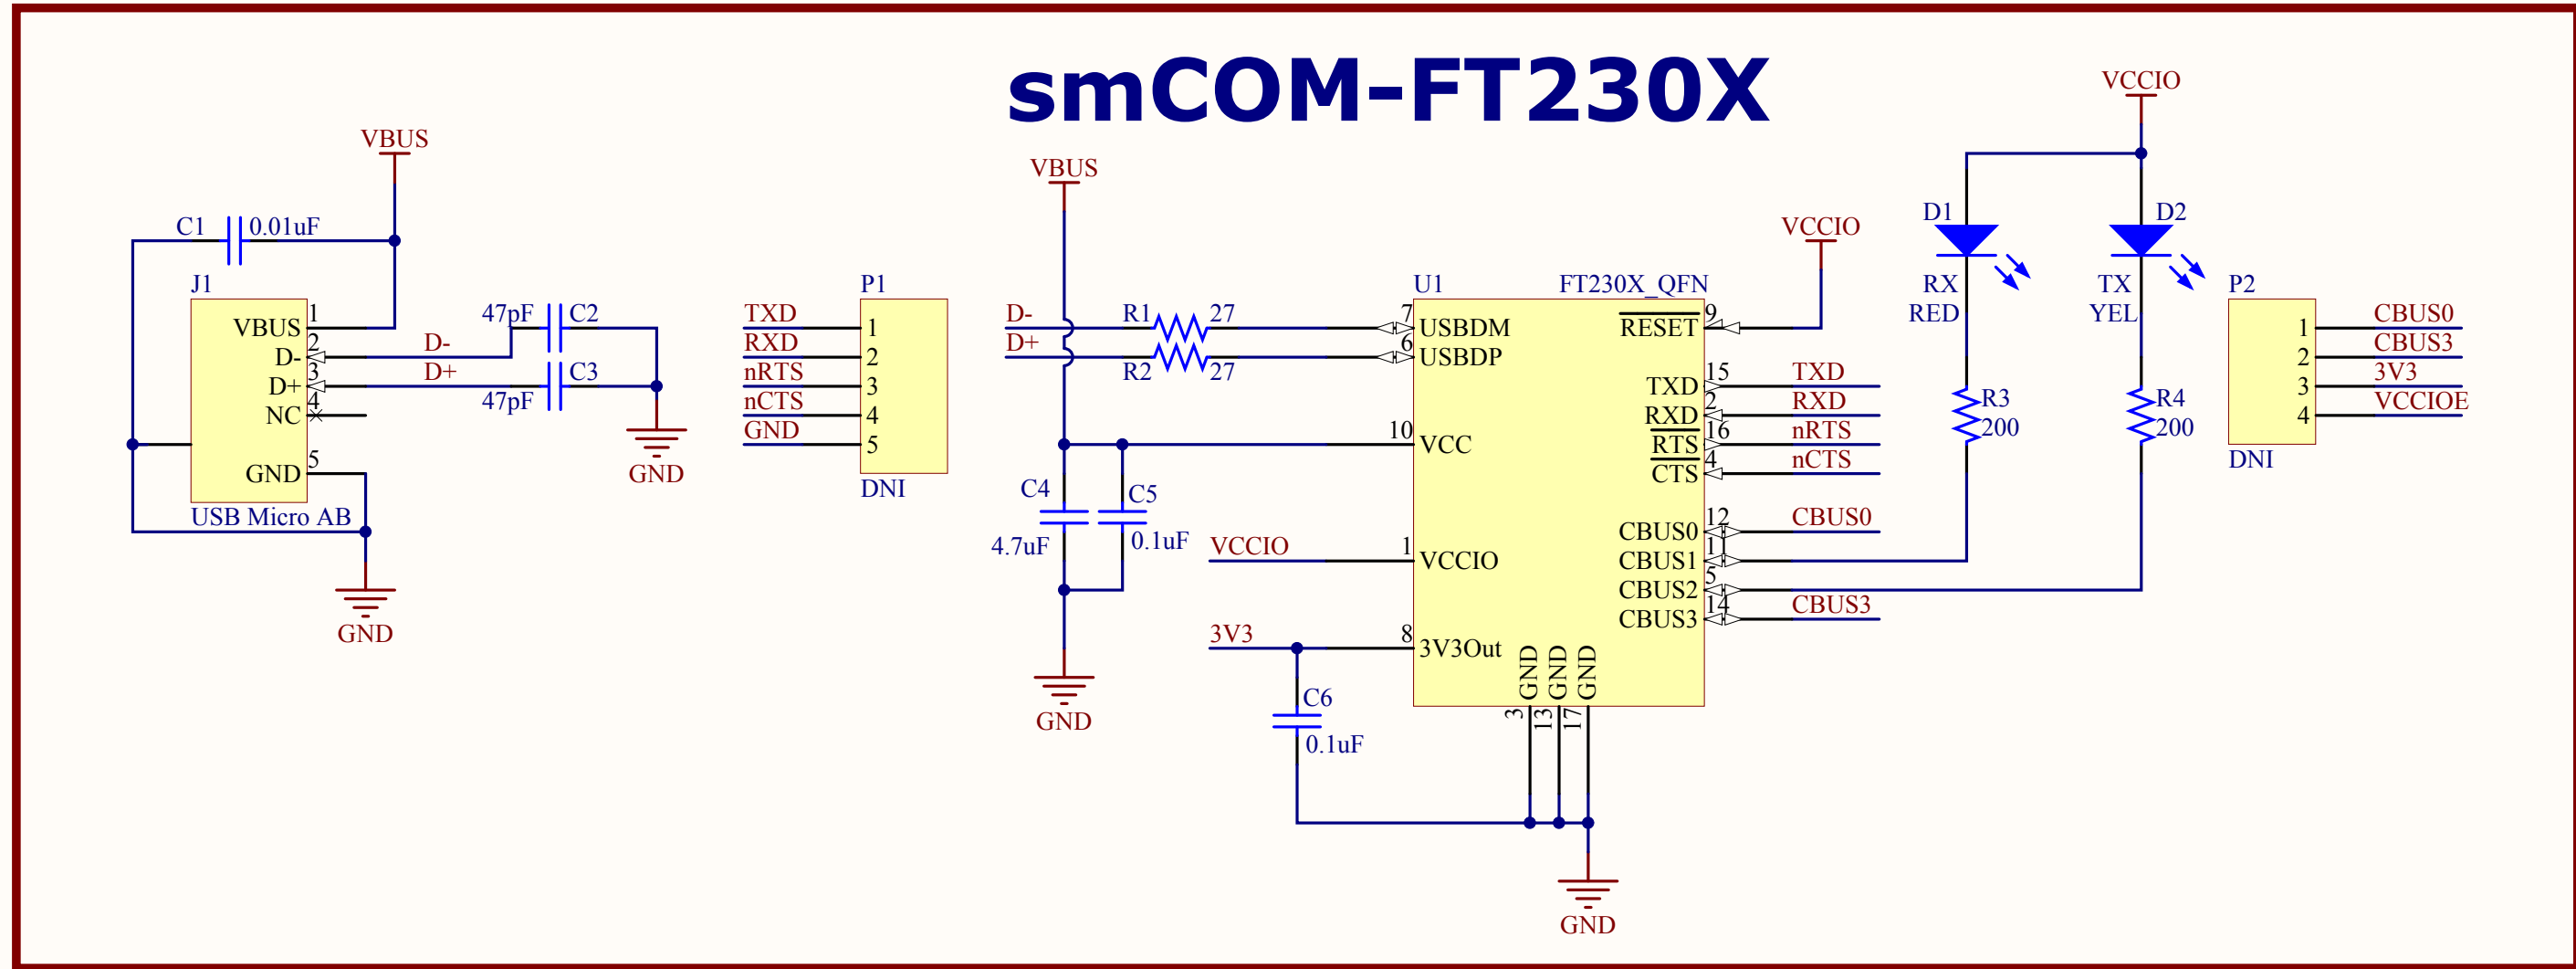 smCOM-FT230X
VBUS
C1 0.01uF
J1
VBUS 1
D- 2
D+ 3
NC 4
GND 5
USB Micro AB
GND
D-
D+
47pF C2
47pF C3
GND
P1
TXD 1
RXD 2
nRTS 3
nCTS 4
GND 5
DNI
VBUS
D- R1 27
D+ R2 27
C4
4.7uF
C5
0.1uF
GND
VCCIO
3V3
C6
0.1uF
U1 FT230X_QFN
7 USBDM
6 USBDP
10 VCC
1 VCCIO
8 3V3Out
RESET 9
TXD 15
RXD 2
RTS 16
CTS 4
CBUS0 12
CBUS1 11
CBUS2 5
CBUS3 14
GND GND GND
3 13 17
GND
VCCIO
TXD
RXD
nRTS
nCTS
CBUS0
CBUS3
VCCIO
D1
RX
RED
R3
200
D2
TX
YEL
R4
200
P2
1 CBUS0
2 CBUS3
3 3V3
4 VCCIOE
DNI